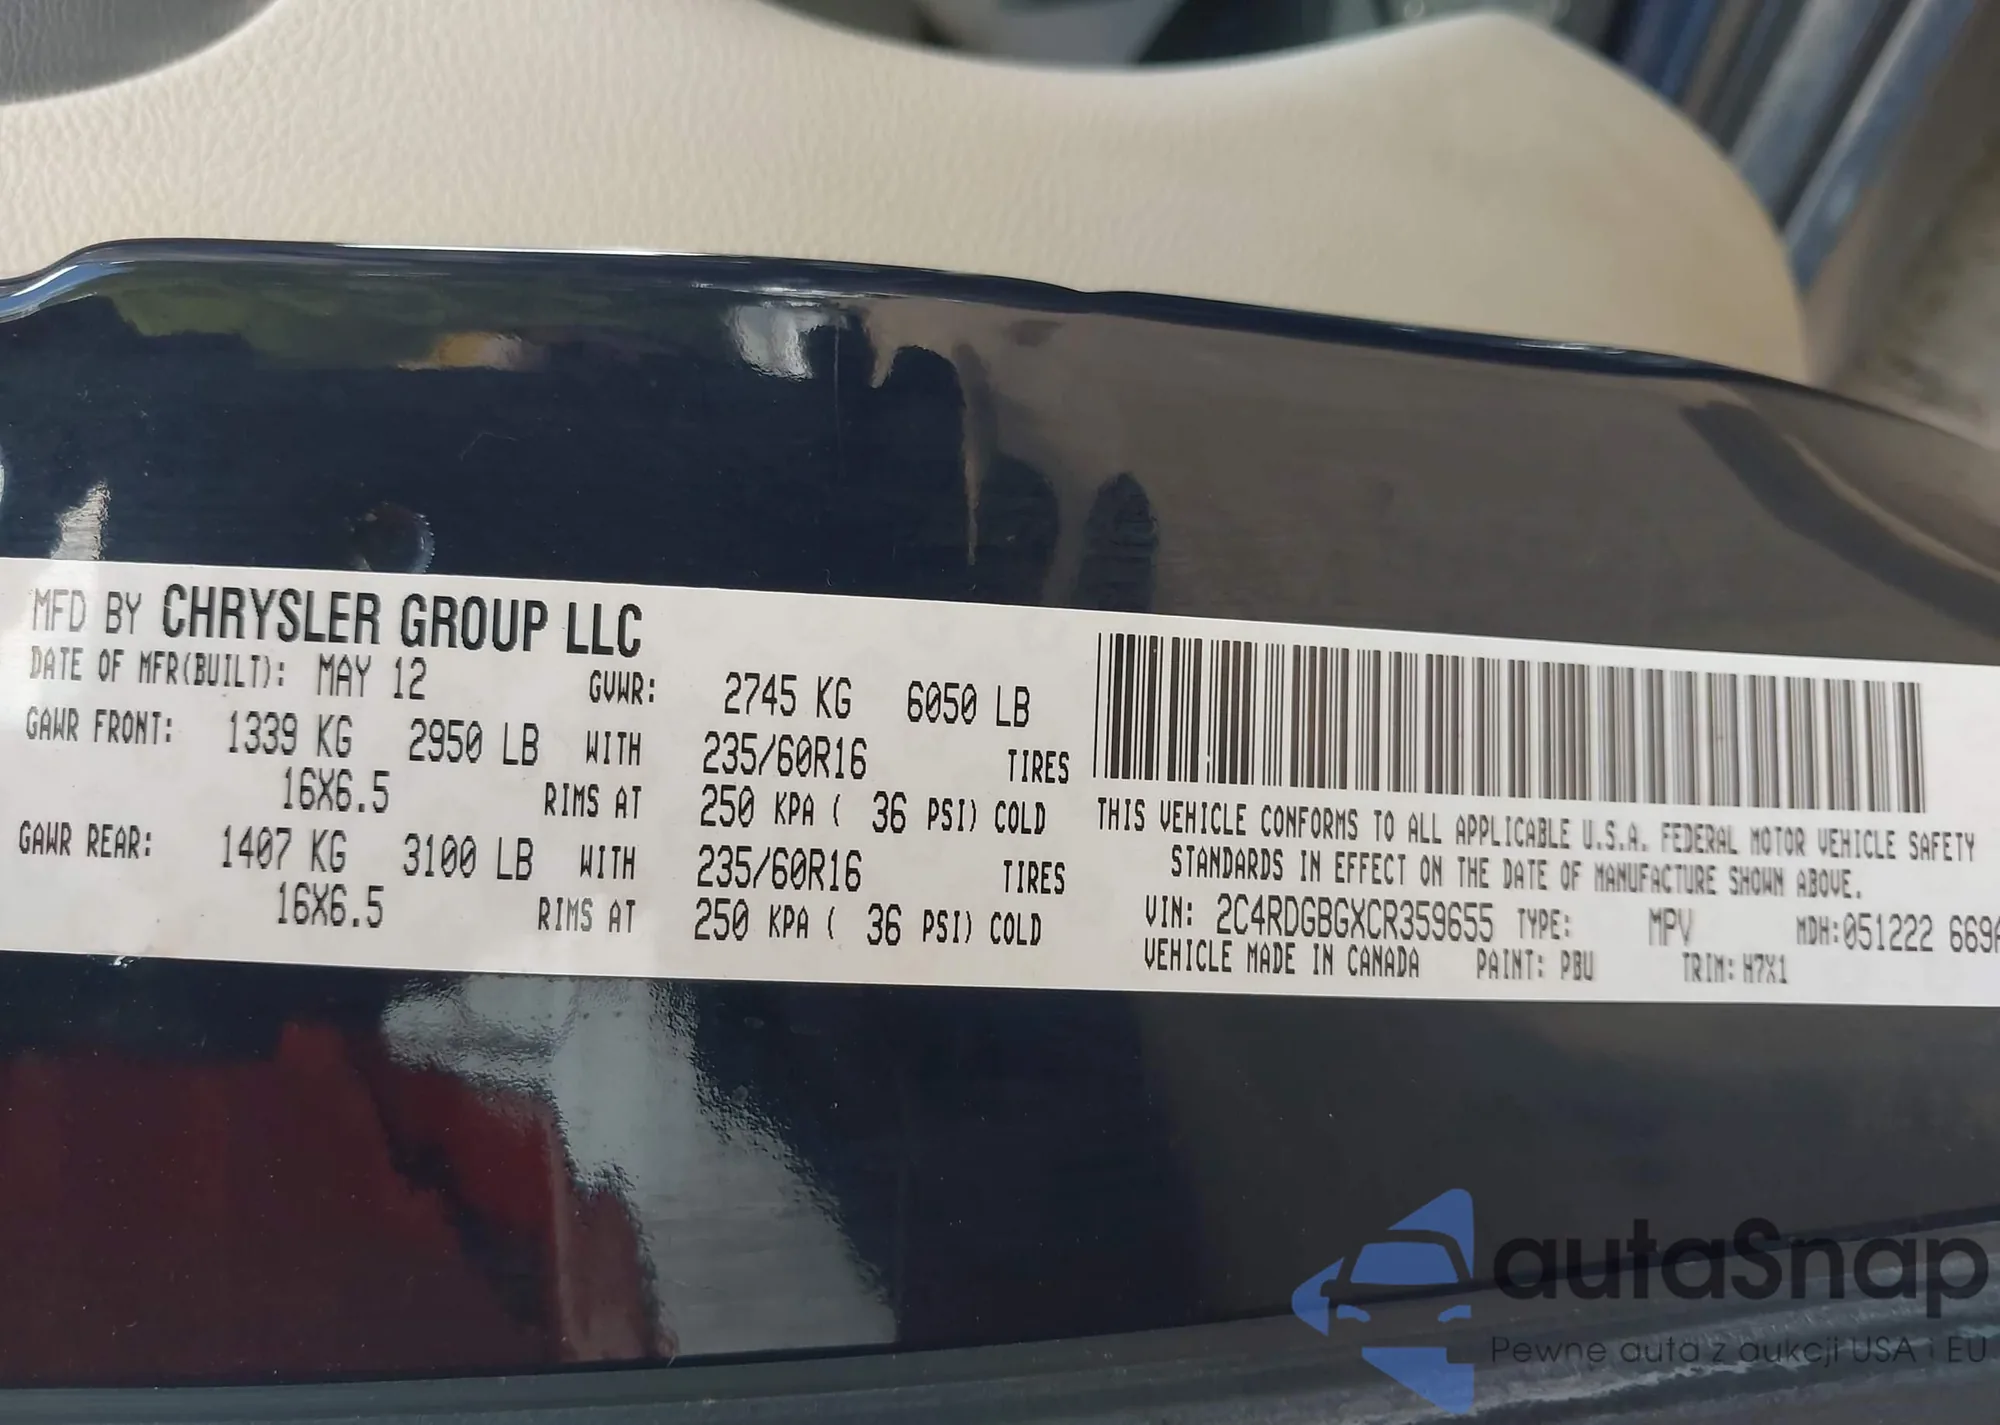 MFD BY CHRYSLER GROUP LLC
DATE OF MFR(BUILT): MAY 12 GVWR: 2745 KG 6050 LB
GAWR FRONT: 1339 KG 2950 LB WITH 235/60R16 TIRES
16X6.5 RIMS AT 250 KPA ( 36 PSI) COLD
GAWR REAR: 1407 KG 3100 LB WITH 235/60R16 TIRES
16X6.5 RIMS AT 250 KPA ( 36 PSI) COLD
THIS VEHICLE CONFORMS TO ALL APPLICABLE U.S.A. FEDERAL MOTOR VEHICLE SAFETY
STANDARDS IN EFFECT ON THE DATE OF MANUFACTURE SHOWN ABOVE.
VIN: 2C4RDGBGXCR359655 TYPE: MPV MDH:051222 669A
VEHICLE MADE IN CANADA PAINT: PBU TRIM: H7X1
autaSnap
Pewne auta z aukcji USA i EU